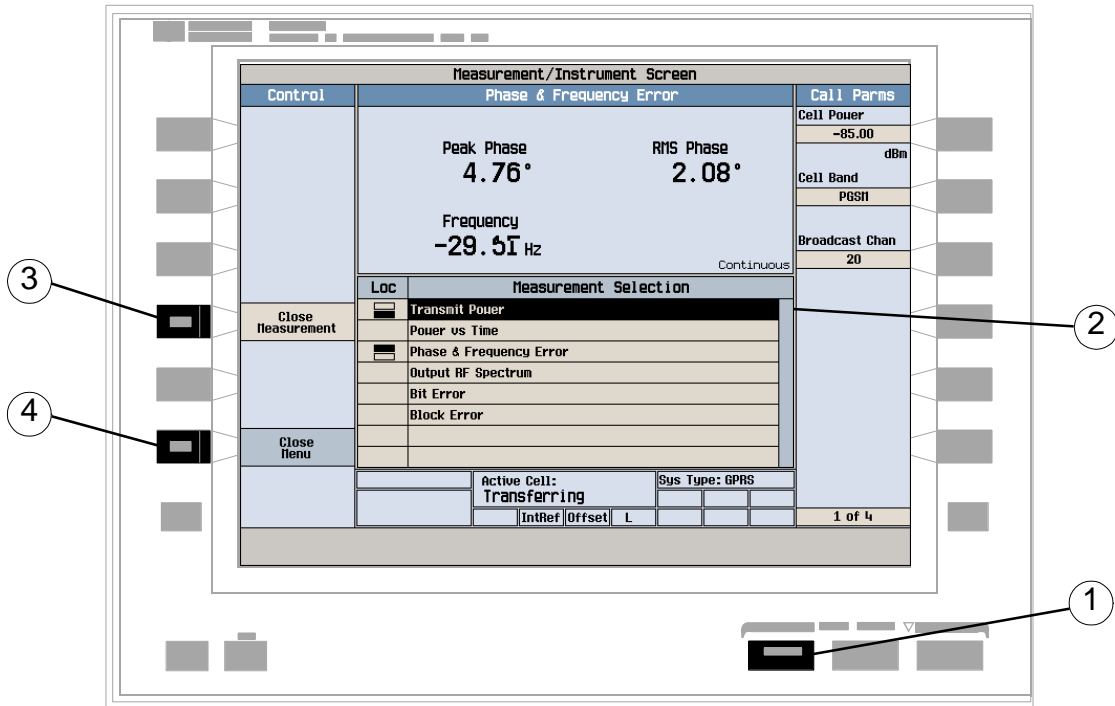 Measurement/Instrument Screen
Control
Phase & Frequency Error
Call Parms
Cell Power
-85.00
dBm
Cell Band
PGSM
Broadcast Chan
20
Peak Phase
4.76°
RMS Phase
2.08°
Frequency
Hz
Continuous
Loc
Measurement Selection
Transmit Power
Power vs Time
Phase & Frequency Error
Output RF Spectrum
Bit Error
Block Error
Close
Measurement
Close
Menu
Active Cell:
Transferring
Sys Type: GPRS
IntRef
Offset
L
1 of 4
3
4
2
1